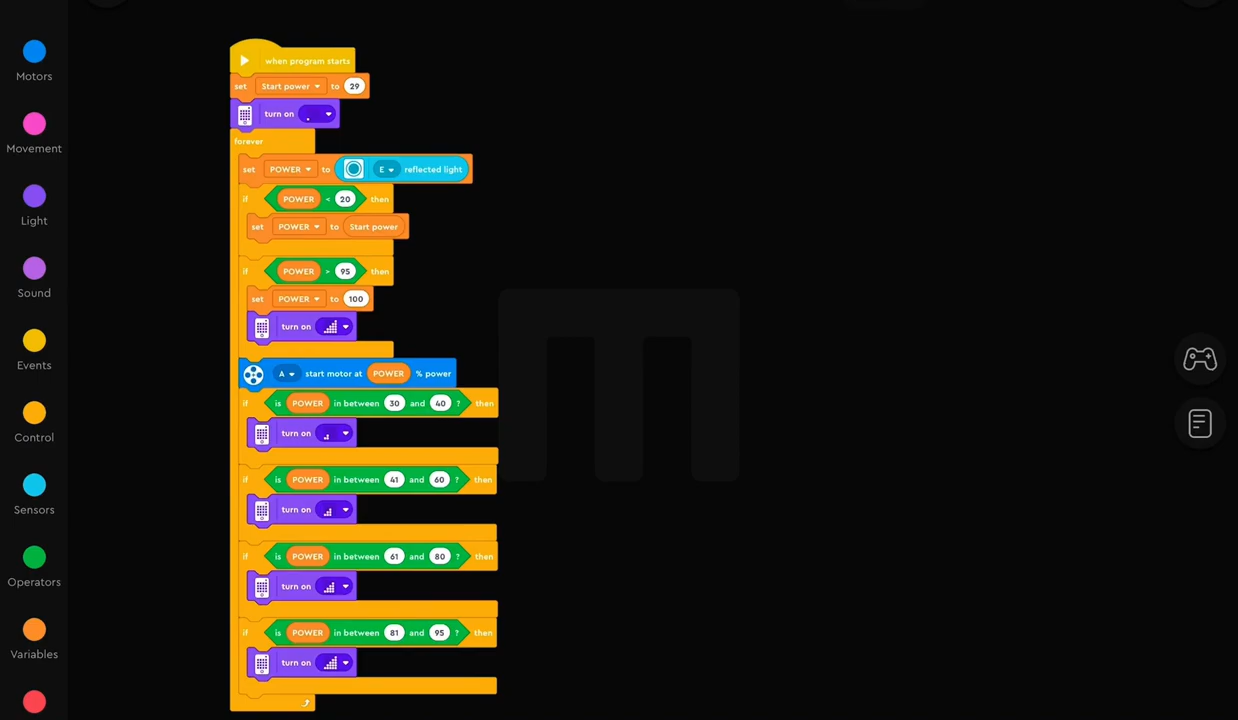 Motors
Movement
Light
Sound
Events
Control
Sensors
Operators
Variables
when program starts
set Start power to 29
turn on
forever
set POWER to E reflected light
if POWER < 20 then
set POWER to Start power
if POWER > 95 then
set POWER to 100
turn on
A start motor at POWER % power
if is POWER in between 30 and 40 ? then
turn on
if is POWER in between 41 and 60 ? then
turn on
if is POWER in between 61 and 80 ? then
turn on
if is POWER in between 81 and 95 ? then
turn on